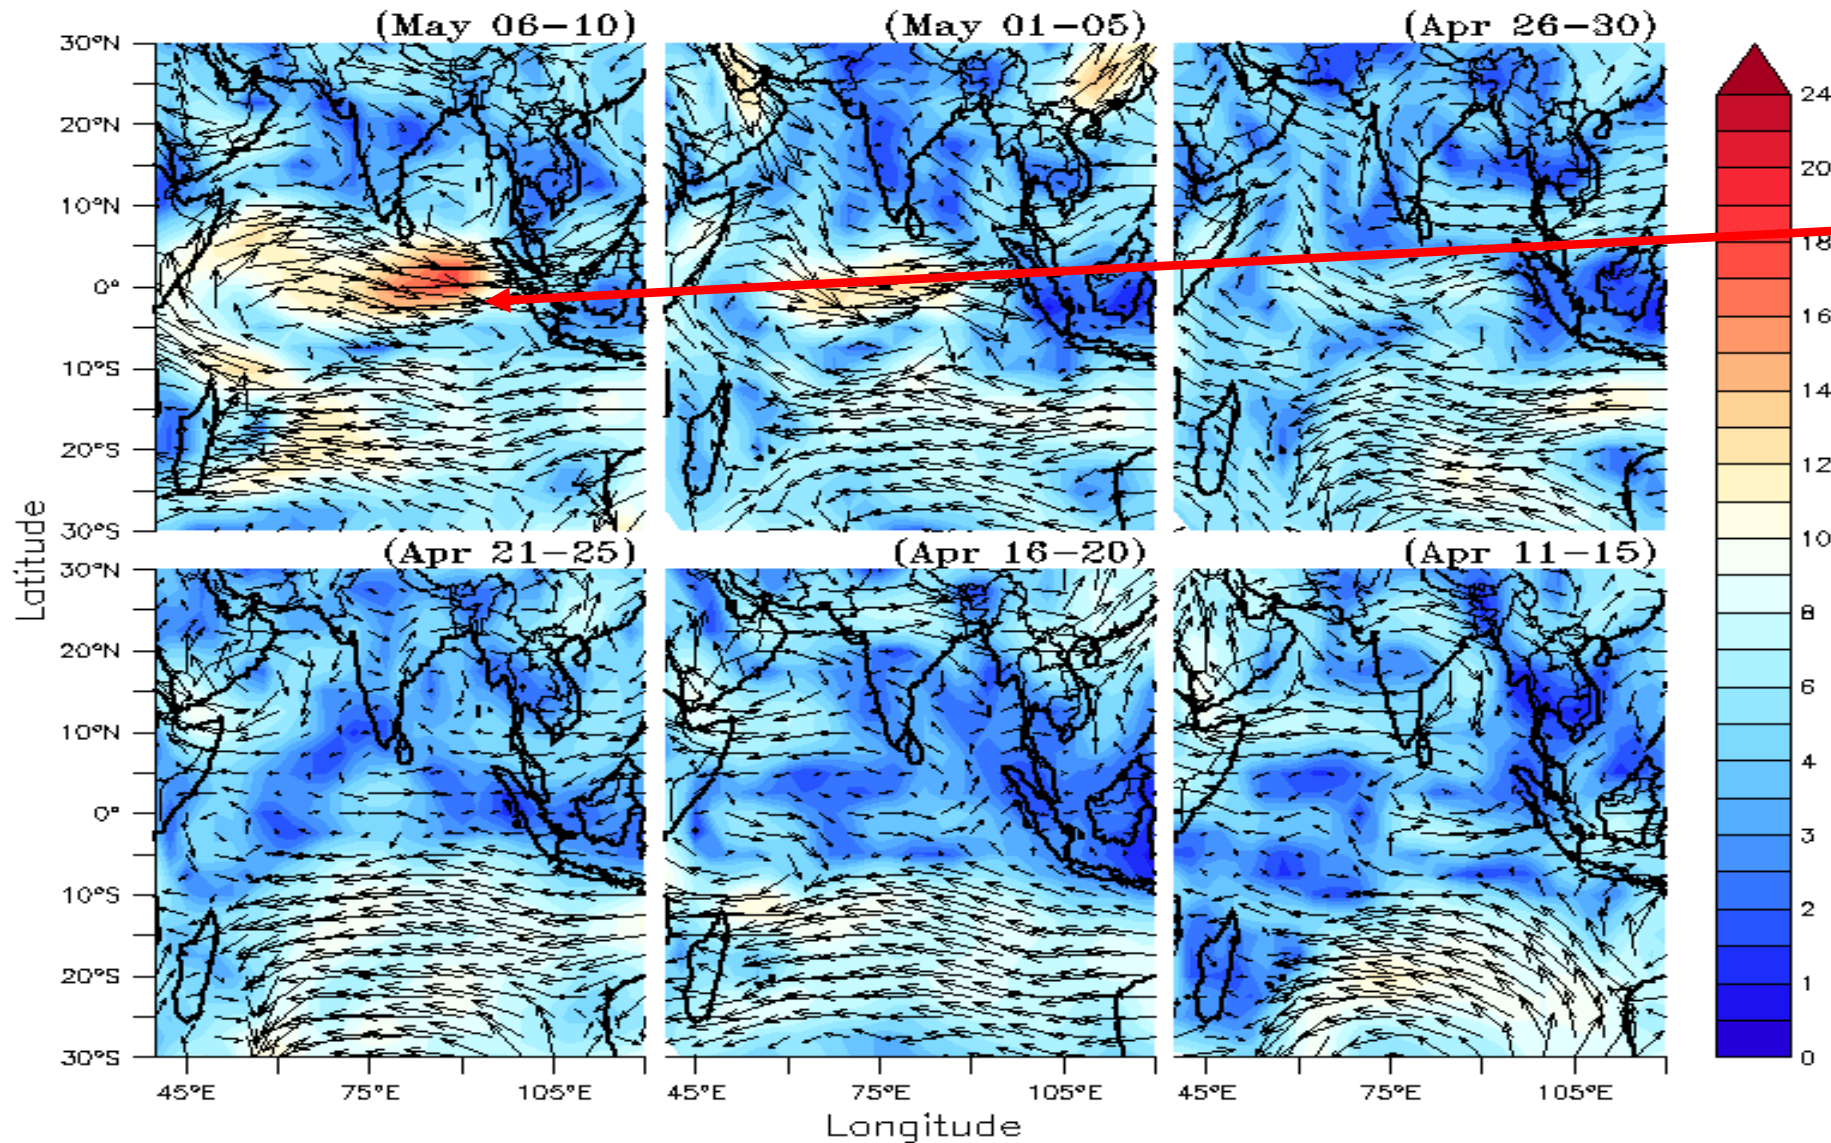 (May 06-10)
(May 01-05)
(Apr 26-30)
30°N
20°N
10°N
0°
10°S
20°S
30°S
(Apr 21-25)
(Apr 16-20)
(Apr 11-15)
30°N
20°N
10°N
0°
10°S
20°S
30°S
45°E 75°E 105°E
45°E 75°E 105°E
45°E 75°E 105°E
Latitude
Longitude
24
20
18
16
14
12
10
8
6
4
3
2
1
0